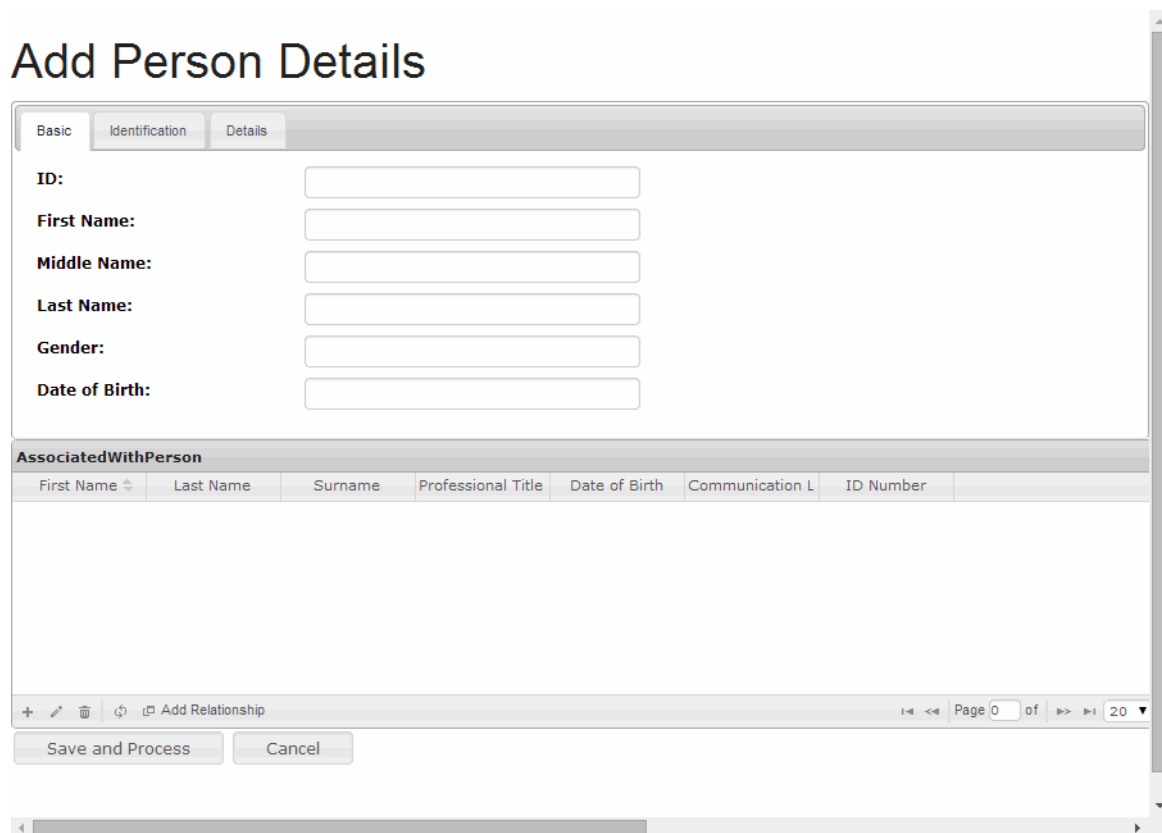 Add Person Details
Basic Identification Details
ID:
First Name:
Middle Name:
Last Name:
Gender:
Date of Birth:
AssociatedWithPerson
First Name Last Name Surname Professional Title Date of Birth Communication L ID Number
Add Relationship Page 0 of 20
Save and Process Cancel